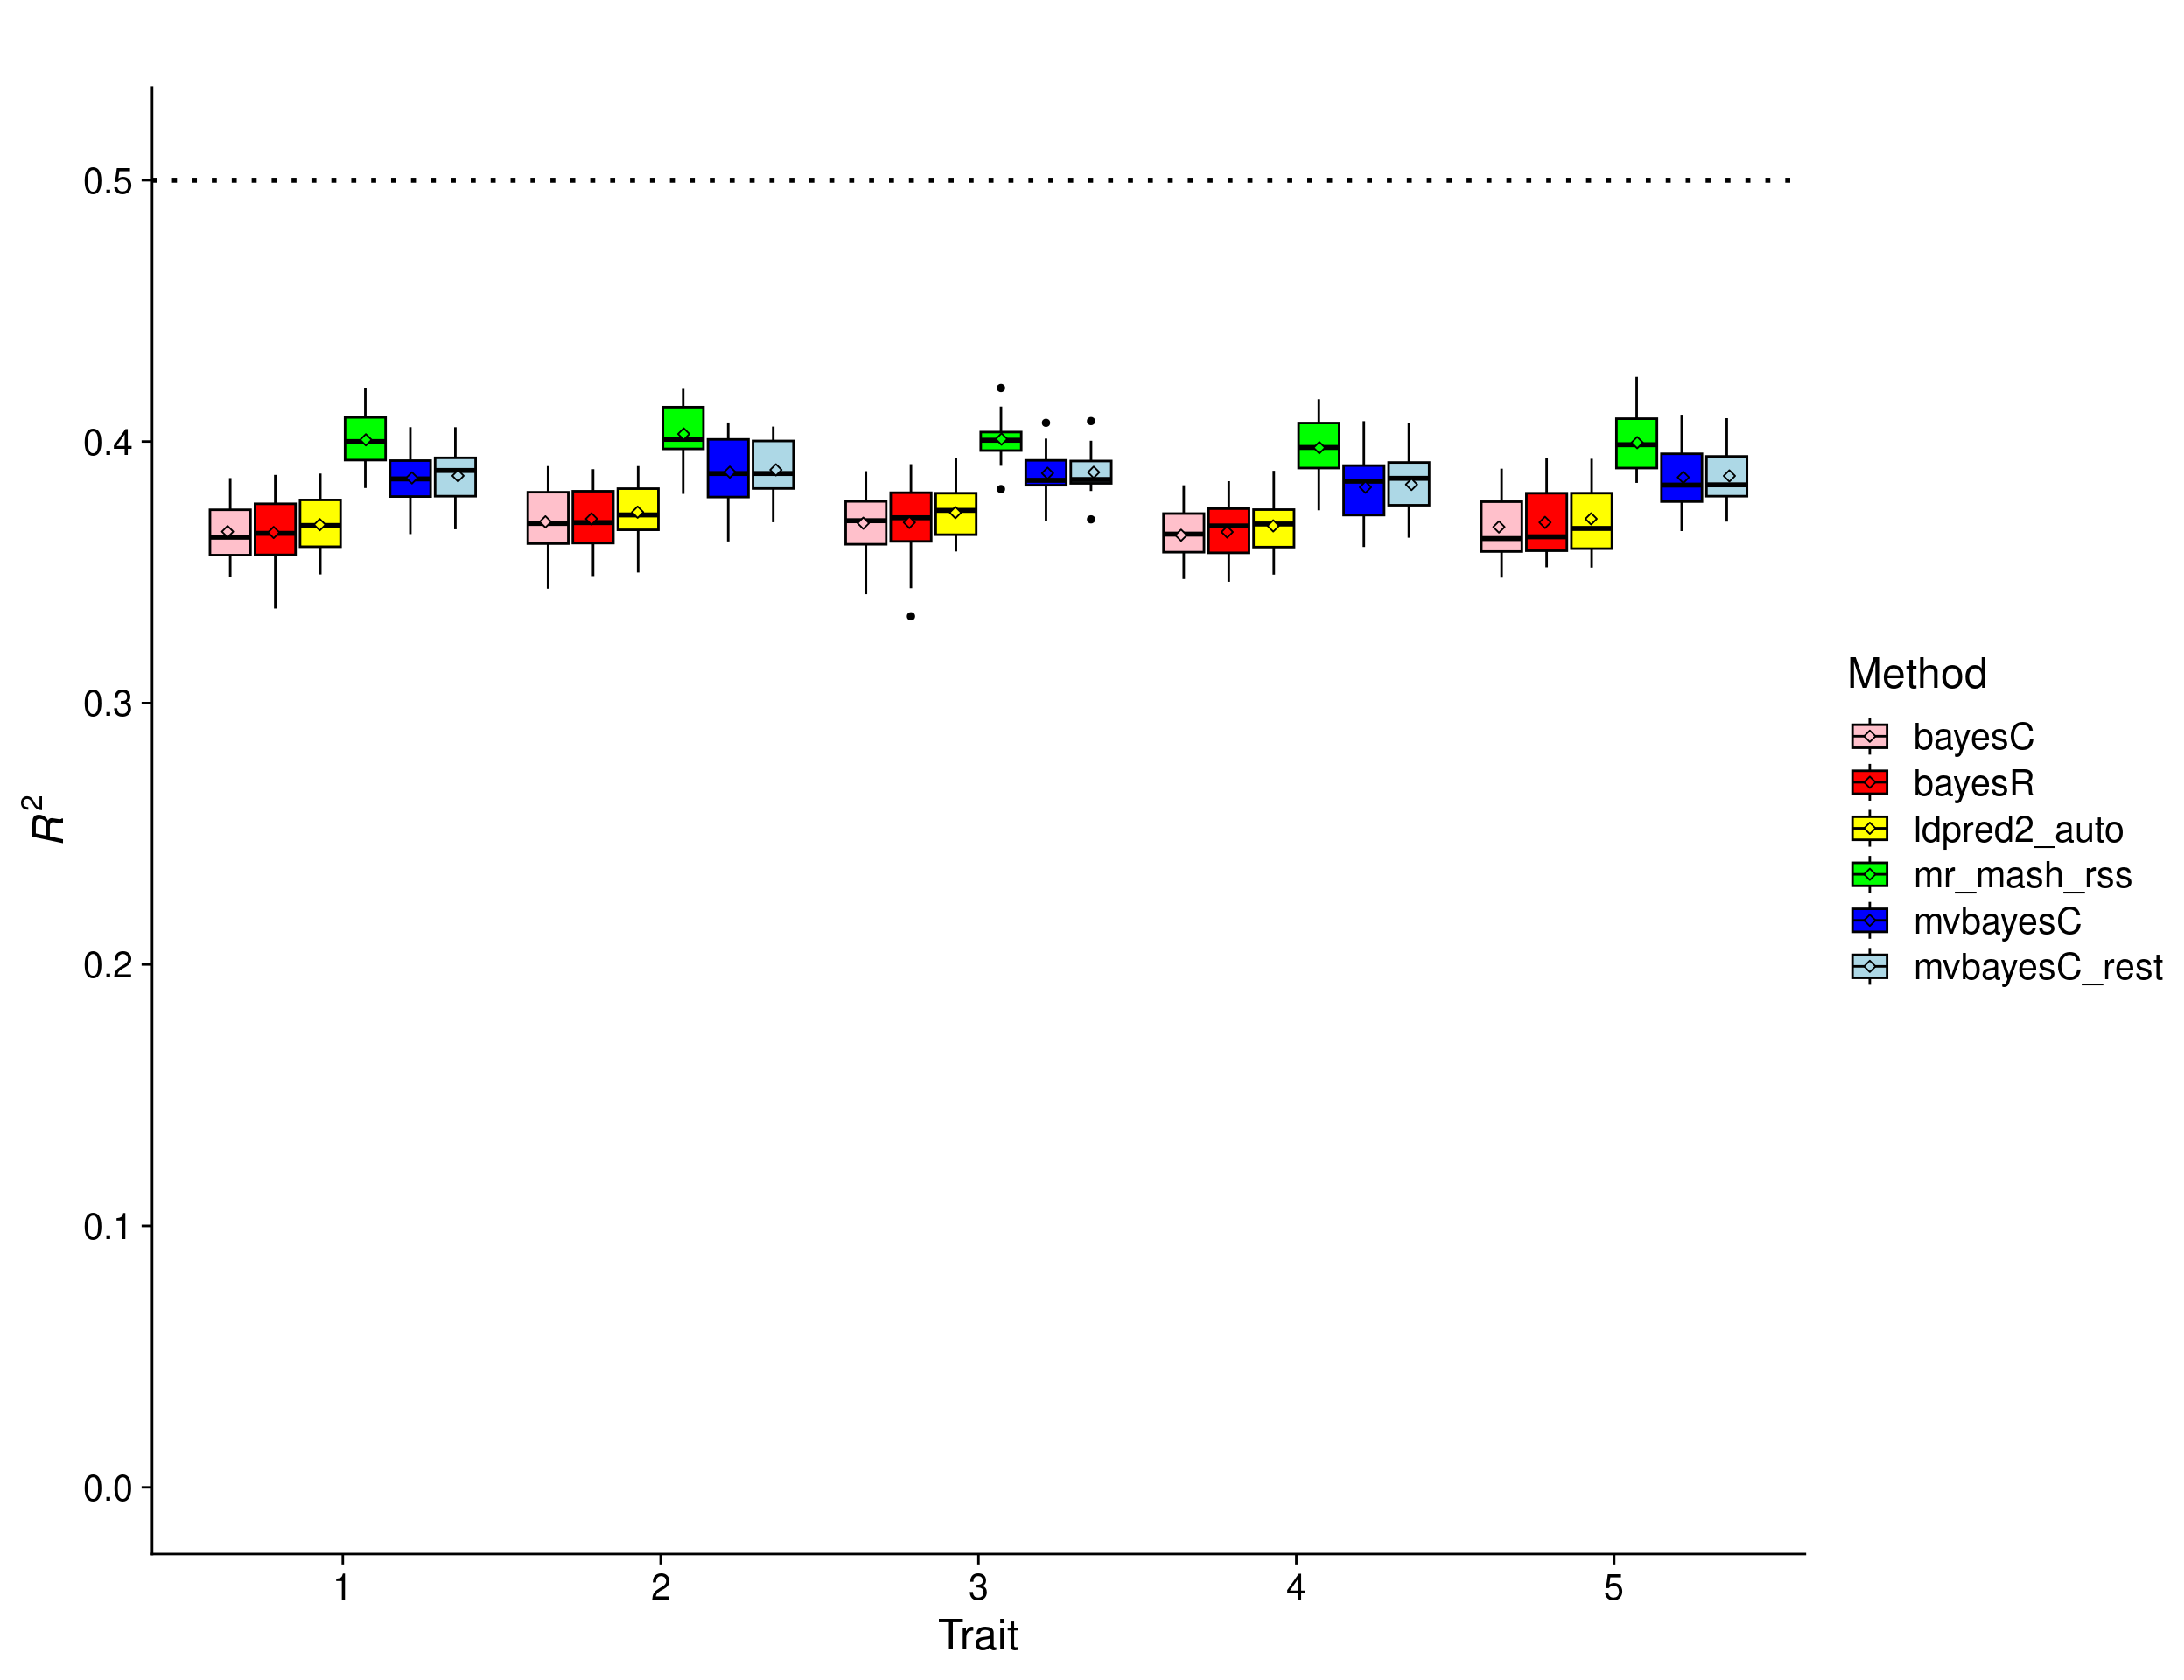 0.5
0.4
0.3
0.2
0.1
0.0
R²
1 2 3 4 5
Trait
Method
bayesC
bayesR
ldpred2_auto
mr_mash_rss
mvbayesC
mvbayesC_rest